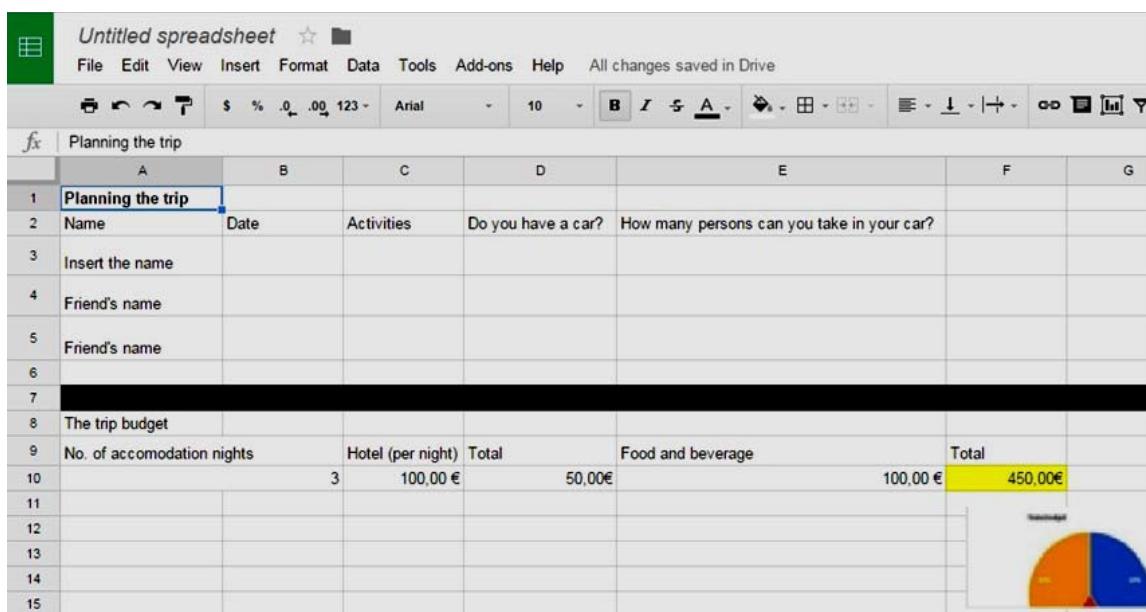 Untitled spreadsheet
File Edit View Insert Format Data Tools Add-ons Help All changes saved in Drive
$ % .0 .00 123 Arial 10 B I S A
fx Planning the trip
A B C D E F G
1 Planning the trip
2 Name Date Activities Do you have a car? How many persons can you take in your car?
3 Insert the name
4 Friend's name
5 Friend's name
6
7
8 The trip budget
9 No. of accomodation nights Hotel (per night) Total Food and beverage Total
10 3 100,00 € 50,00€ 100,00 € 450,00€
11
12
13
14
15